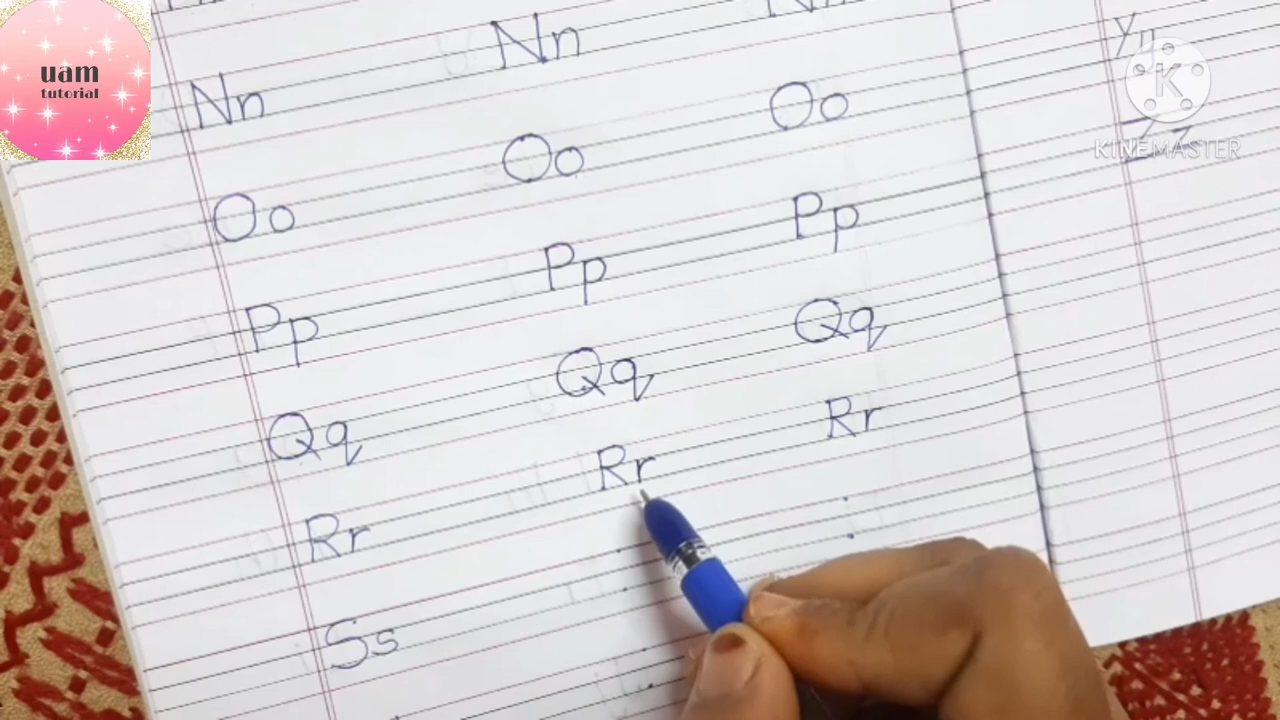 uam
tutorial
KINEMASTER
Nn Nn
Oo Oo Oo
Pp Pp Pp
Qq Qq Qq
Rr Rr Rr
Ss